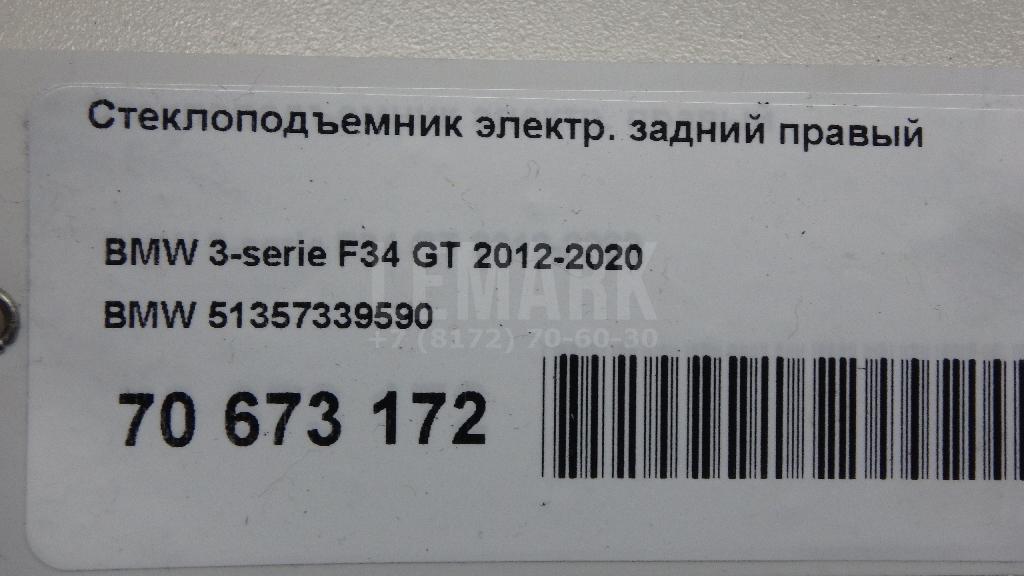 Стеклоподъемник электр. задний правый
BMW 3-serie F34 GT 2012-2020
LEMARK
BMW 51357339590
+7 (8172) 70-60-30
70 673 172